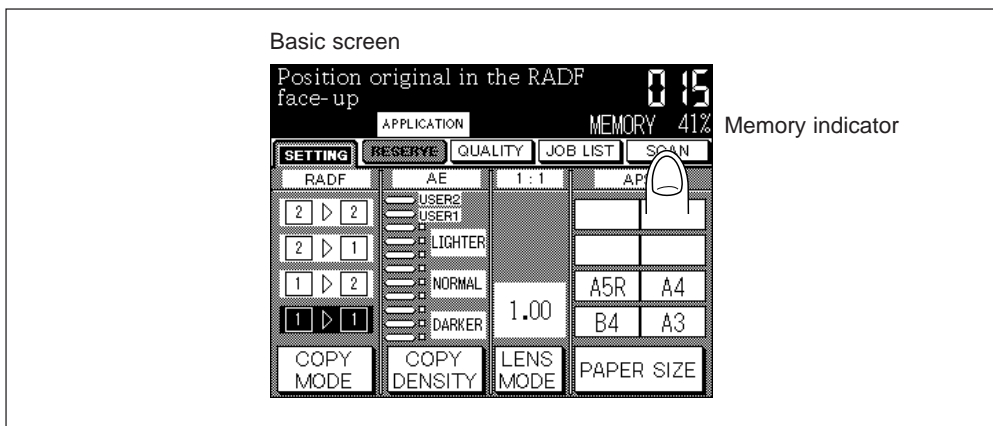 Basic screen
Position original in the RADF 015
face-up
APPLICATION MEMORY 41% Memory indicator
SETTING RESERVE QUALITY JOB LIST SCAN
RADF AE 1:1
2 ▷ 2 USER2
USER1
2 ▷ 1 LIGHTER
1 ▷ 2 NORMAL A5R A4
1 ▷ 1 DARKER 1.00 B4 A3
COPY MODE COPY DENSITY LENS MODE PAPER SIZE